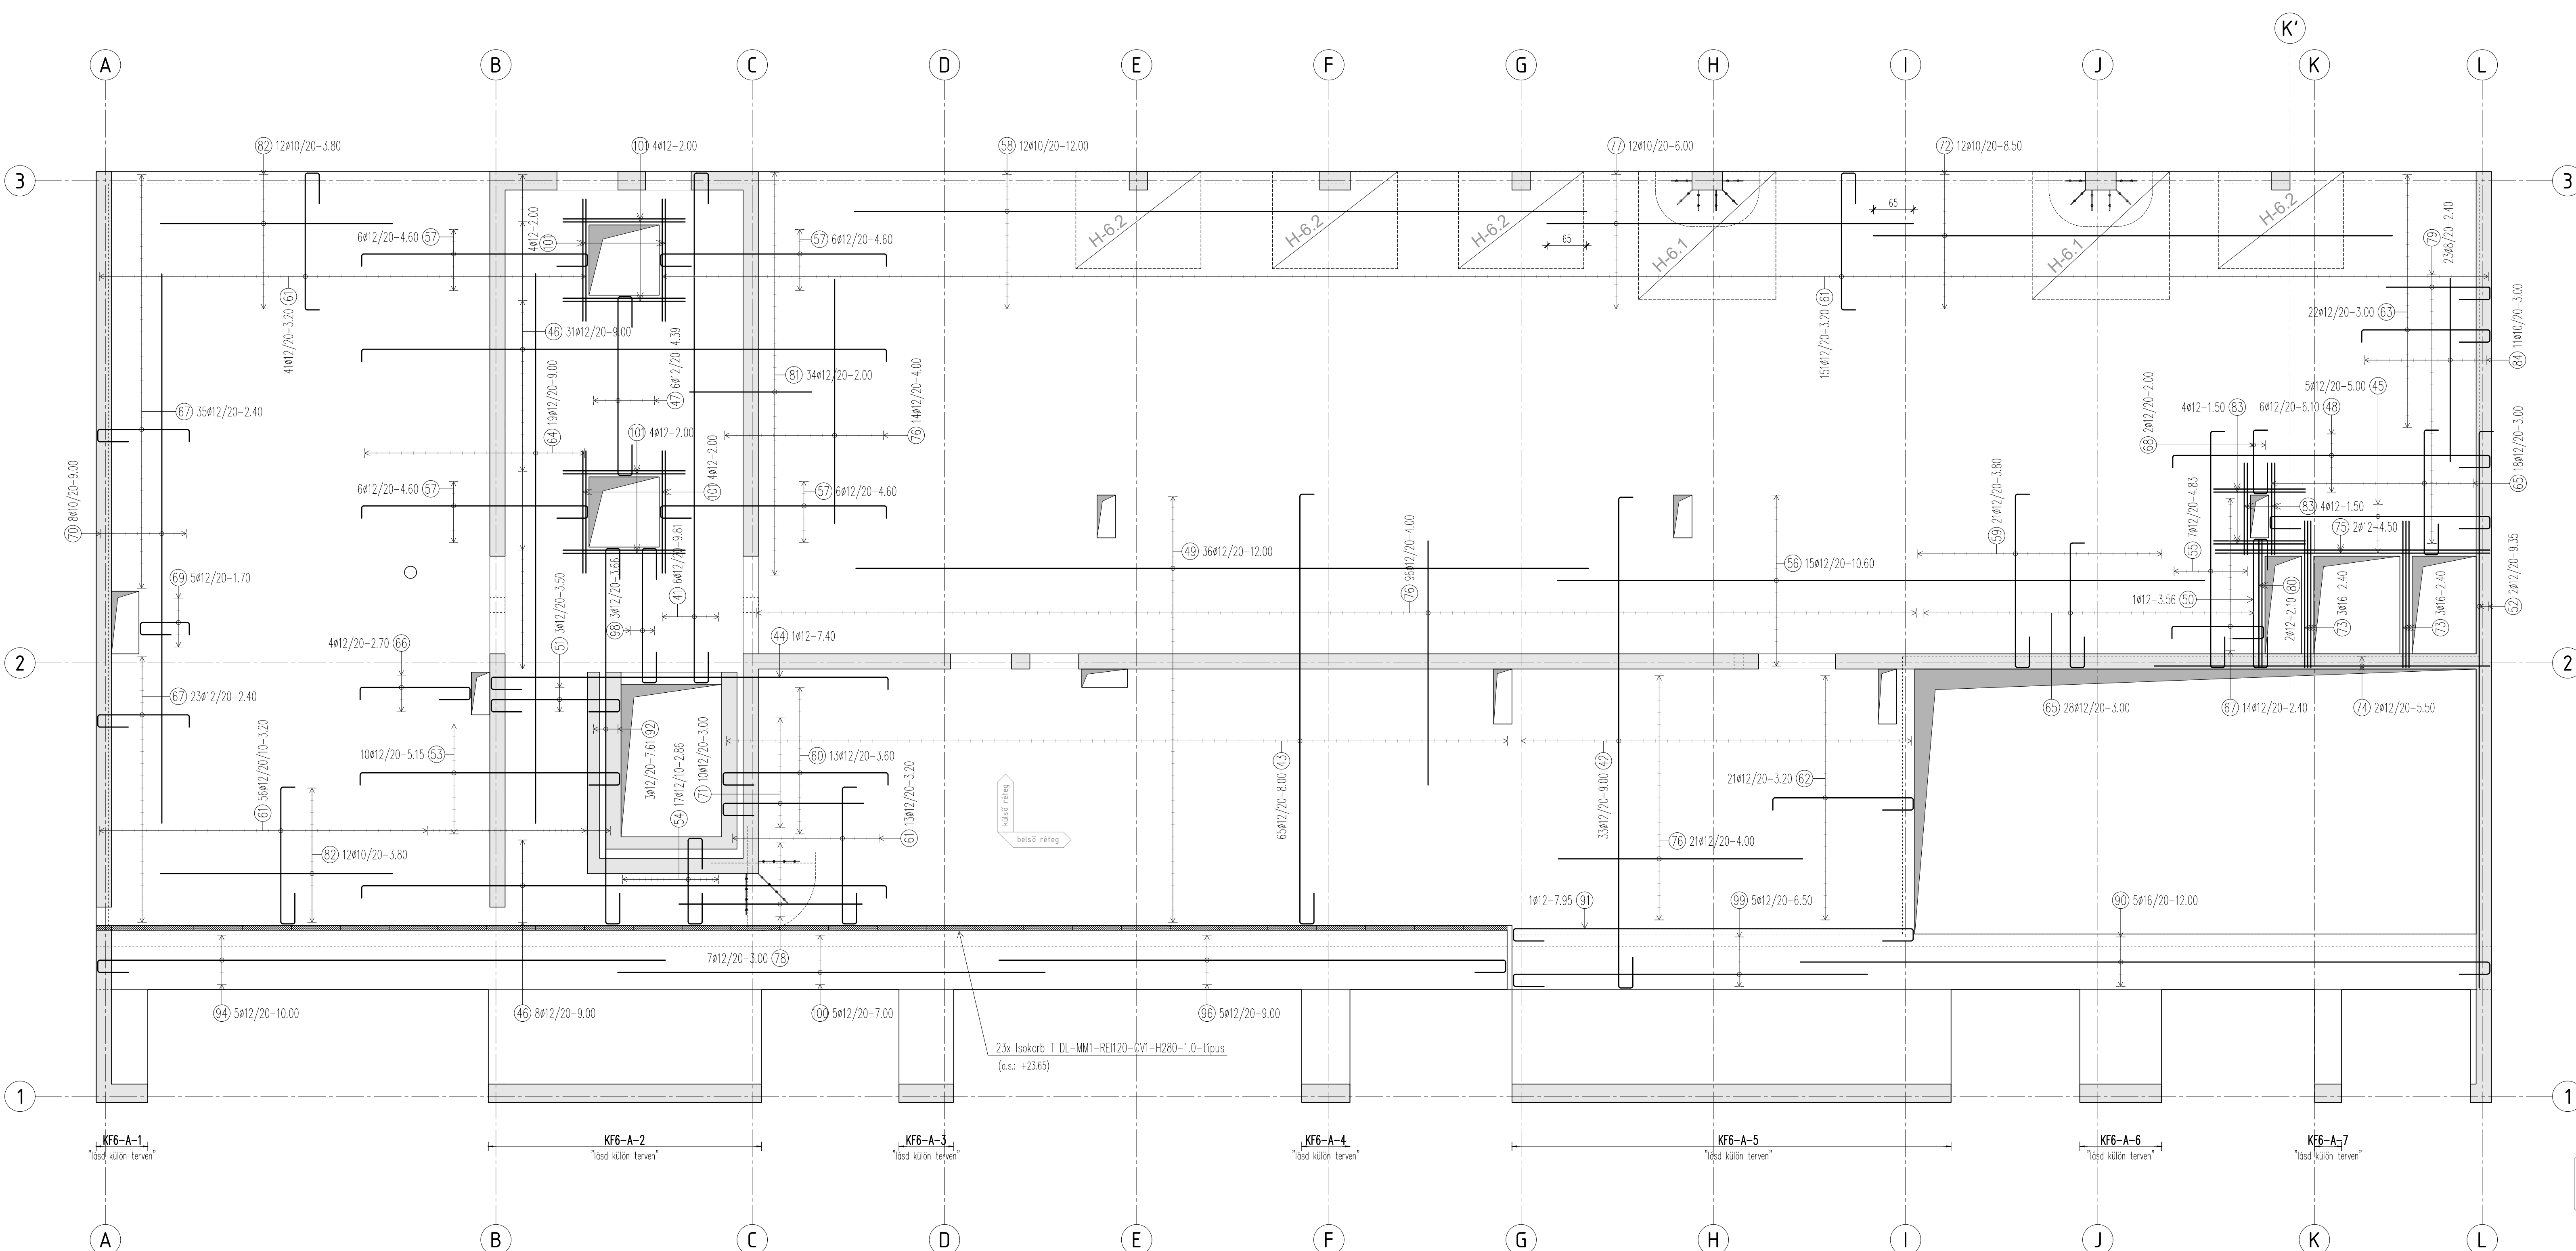 K'
A B C D E F G H I J K L
82 12ø10/20-3.80
101 4ø12-2.00
58 12ø10/20-12.00
77 12ø10/20-6.00
72 12ø10/20-8.50
3
3
4ø12-2.00
101
6ø12/20-4.60 57
57 6ø12/20-4.60
H-6.2
H-6.2
H-6.2
H-6.1
H-6.1
H-6.2
65
65
79 23ø8/20-2.40
41ø12/20-3.20 61
151ø12/20-3.20 61
22ø12/20-3.00 63
84 11ø10/20-3.00
46 31ø12/20-9.00
47 6ø12/20-4.39
81 34ø12/20-2.00
76 14ø12/20-4.00
5ø12/20-5.00 45
67 35ø12/20-2.40
64 19ø12/20-9.00
101 4ø12-2.00
101 4ø12-2.00
68 2ø12/20-2.00
4ø12-1.50 83
6ø12/20-6.10 48
65 18ø12/20-3.00
70 8ø10/20-9.00
6ø12/20-4.60 57
57 6ø12/20-4.60
59 21ø12/20-3.80
55 7ø12/20-4.83
83 4ø12-1.50
75 2ø12-4.50
49 36ø12/20-12.00
56 15ø12/20-10.60
76 96ø12/20-4.00
69 5ø12/20-1.70
51 3ø12/20-3.50
98 3ø12/20-3.66
41 6ø12/20-9.81
1ø12-3.56 50
2ø12-2.10 80
73 3ø16-2.40
73 3ø16-2.40
52 2ø12/20-9.35
4ø12/20-2.70 66
44 1ø12-7.40
2
2
67 23ø12/20-2.40
65 28ø12/20-3.00
67 14ø12/20-2.40
74 2ø12/20-5.50
10ø12/20-5.15 53
3ø12/20-7.61 92
54 17ø12/10-2.86
71 10ø12/20-3.00
60 13ø12/20-3.60
61 13ø12/20-3.20
61 56ø12/20/10-3.20
65ø12/20-8.00 43
33ø12/20-9.00 42
21ø12/20-3.20 62
külső réteg
belső réteg
76 21ø12/20-4.00
82 12ø10/20-3.80
1ø12-7.95 91
99 5ø12/20-6.50
90 5ø16/20-12.00
7ø12/20-3.00 78
94 5ø12/20-10.00
46 8ø12/20-9.00
100 5ø12/20-7.00
96 5ø12/20-9.00
23x Isokorb T DL-MM1-REI120-CV1-H280-1.0-típus
(a.s.: +23.65)
1
1
KF6-A-1
"lásd külön terven"
KF6-A-2
"lásd külön terven"
KF6-A-3
"lásd külön terven"
KF6-A-4
"lásd külön terven"
KF6-A-5
"lásd külön terven"
KF6-A-6
"lásd külön terven"
KF6-A-7
"lásd külön terven"
A B C D E F G H I J K L